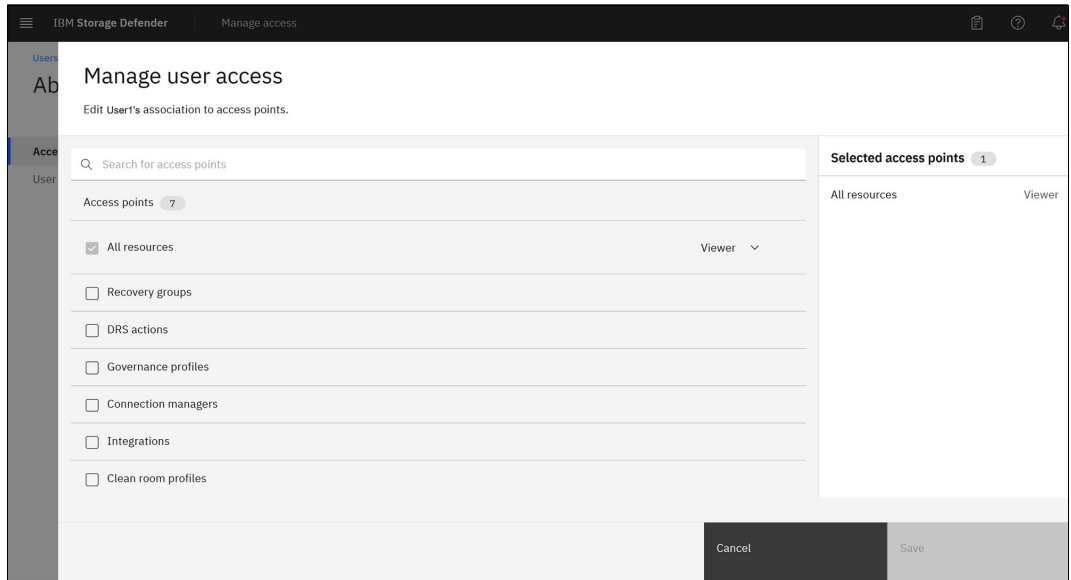 IBM Storage Defender Manage access
Users
Ab
Manage user access
Edit User1's association to access points.
Acce
User
Search for access points
Access points 7
All resources Viewer
Recovery groups
DRS actions
Governance profiles
Connection managers
Integrations
Clean room profiles
Selected access points 1
All resources Viewer
Cancel Save